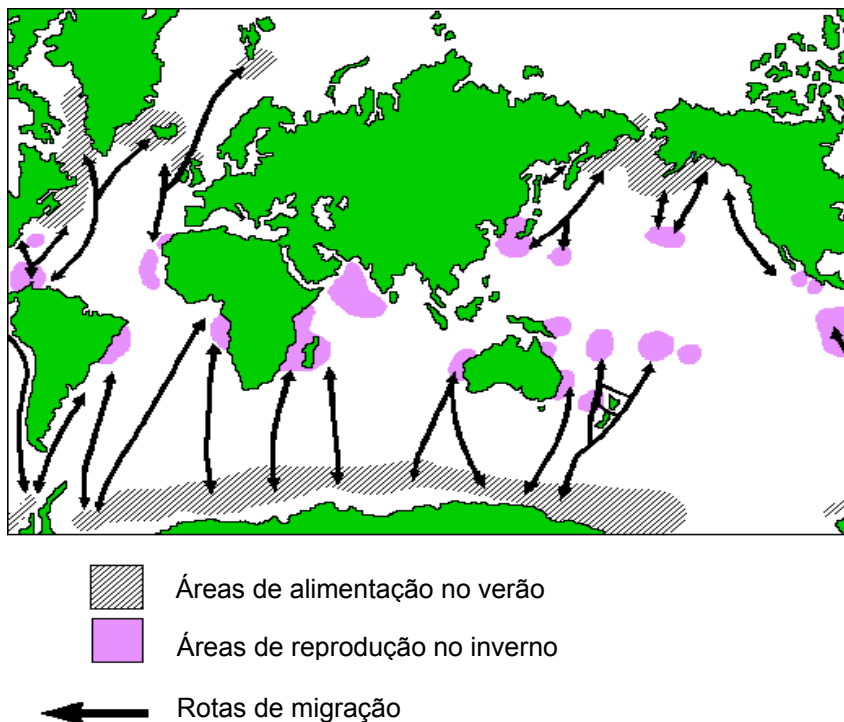 Áreas de alimentação no verão
Áreas de reprodução no inverno
Rotas de migração